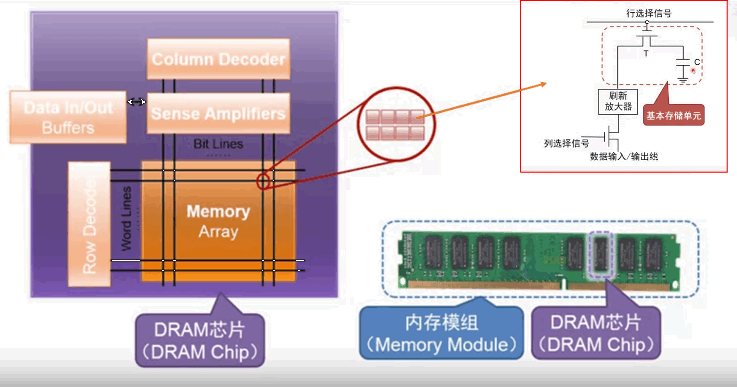 Column Decoder
Data In/Out
Buffers
Sense Amplifiers
Bit Lines
......
Row Decoder
Word Lines
......
Memory
Array
DRAM芯片
（DRAM Chip）
行选择信号
T
C
刷新
放大器
基本存储单元
列选择信号
数据输入/输出线
内存模组
（Memory Module）
DRAM芯片
（DRAM Chip）